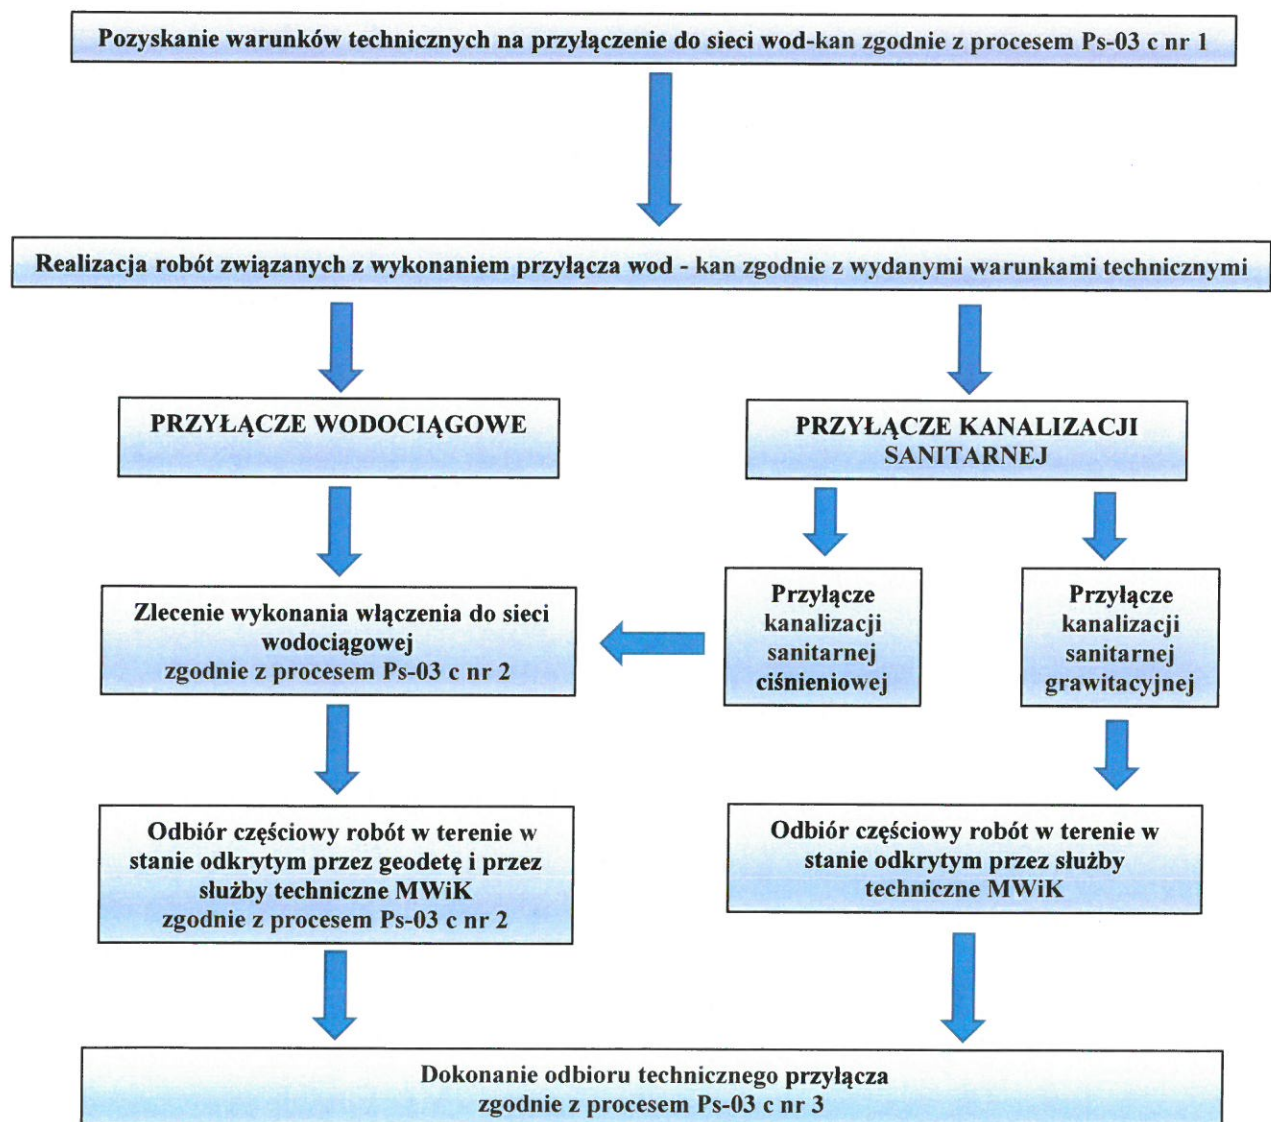 Pozyskanie warunków technicznych na przyłączenie do sieci wod-kan zgodnie z procesem Ps-03 c nr 1
Realizacja robót związanych z wykonaniem przyłącza wod - kan zgodnie z wydanymi warunkami technicznymi
PRZYŁĄCZE WODOCIĄGOWE
PRZYŁĄCZE KANALIZACJI
SANITARNEJ
Zlecenie wykonania włączenia do sieci
wodociągowej
zgodnie z procesem Ps-03 c nr 2
Przyłącze
kanalizacji
sanitarnej
ciśnieniowej
Przyłącze
kanalizacji
sanitarnej
grawitacyjnej
Odbiór częściowy robót w terenie w
stanie odkrytym przez geodetę i przez
służby techniczne MWiK
zgodnie z procesem Ps-03 c nr 2
Odbiór częściowy robót w terenie w
stanie odkrytym przez służby
techniczne MWiK
Dokonanie odbioru technicznego przyłącza
zgodnie z procesem Ps-03 c nr 3